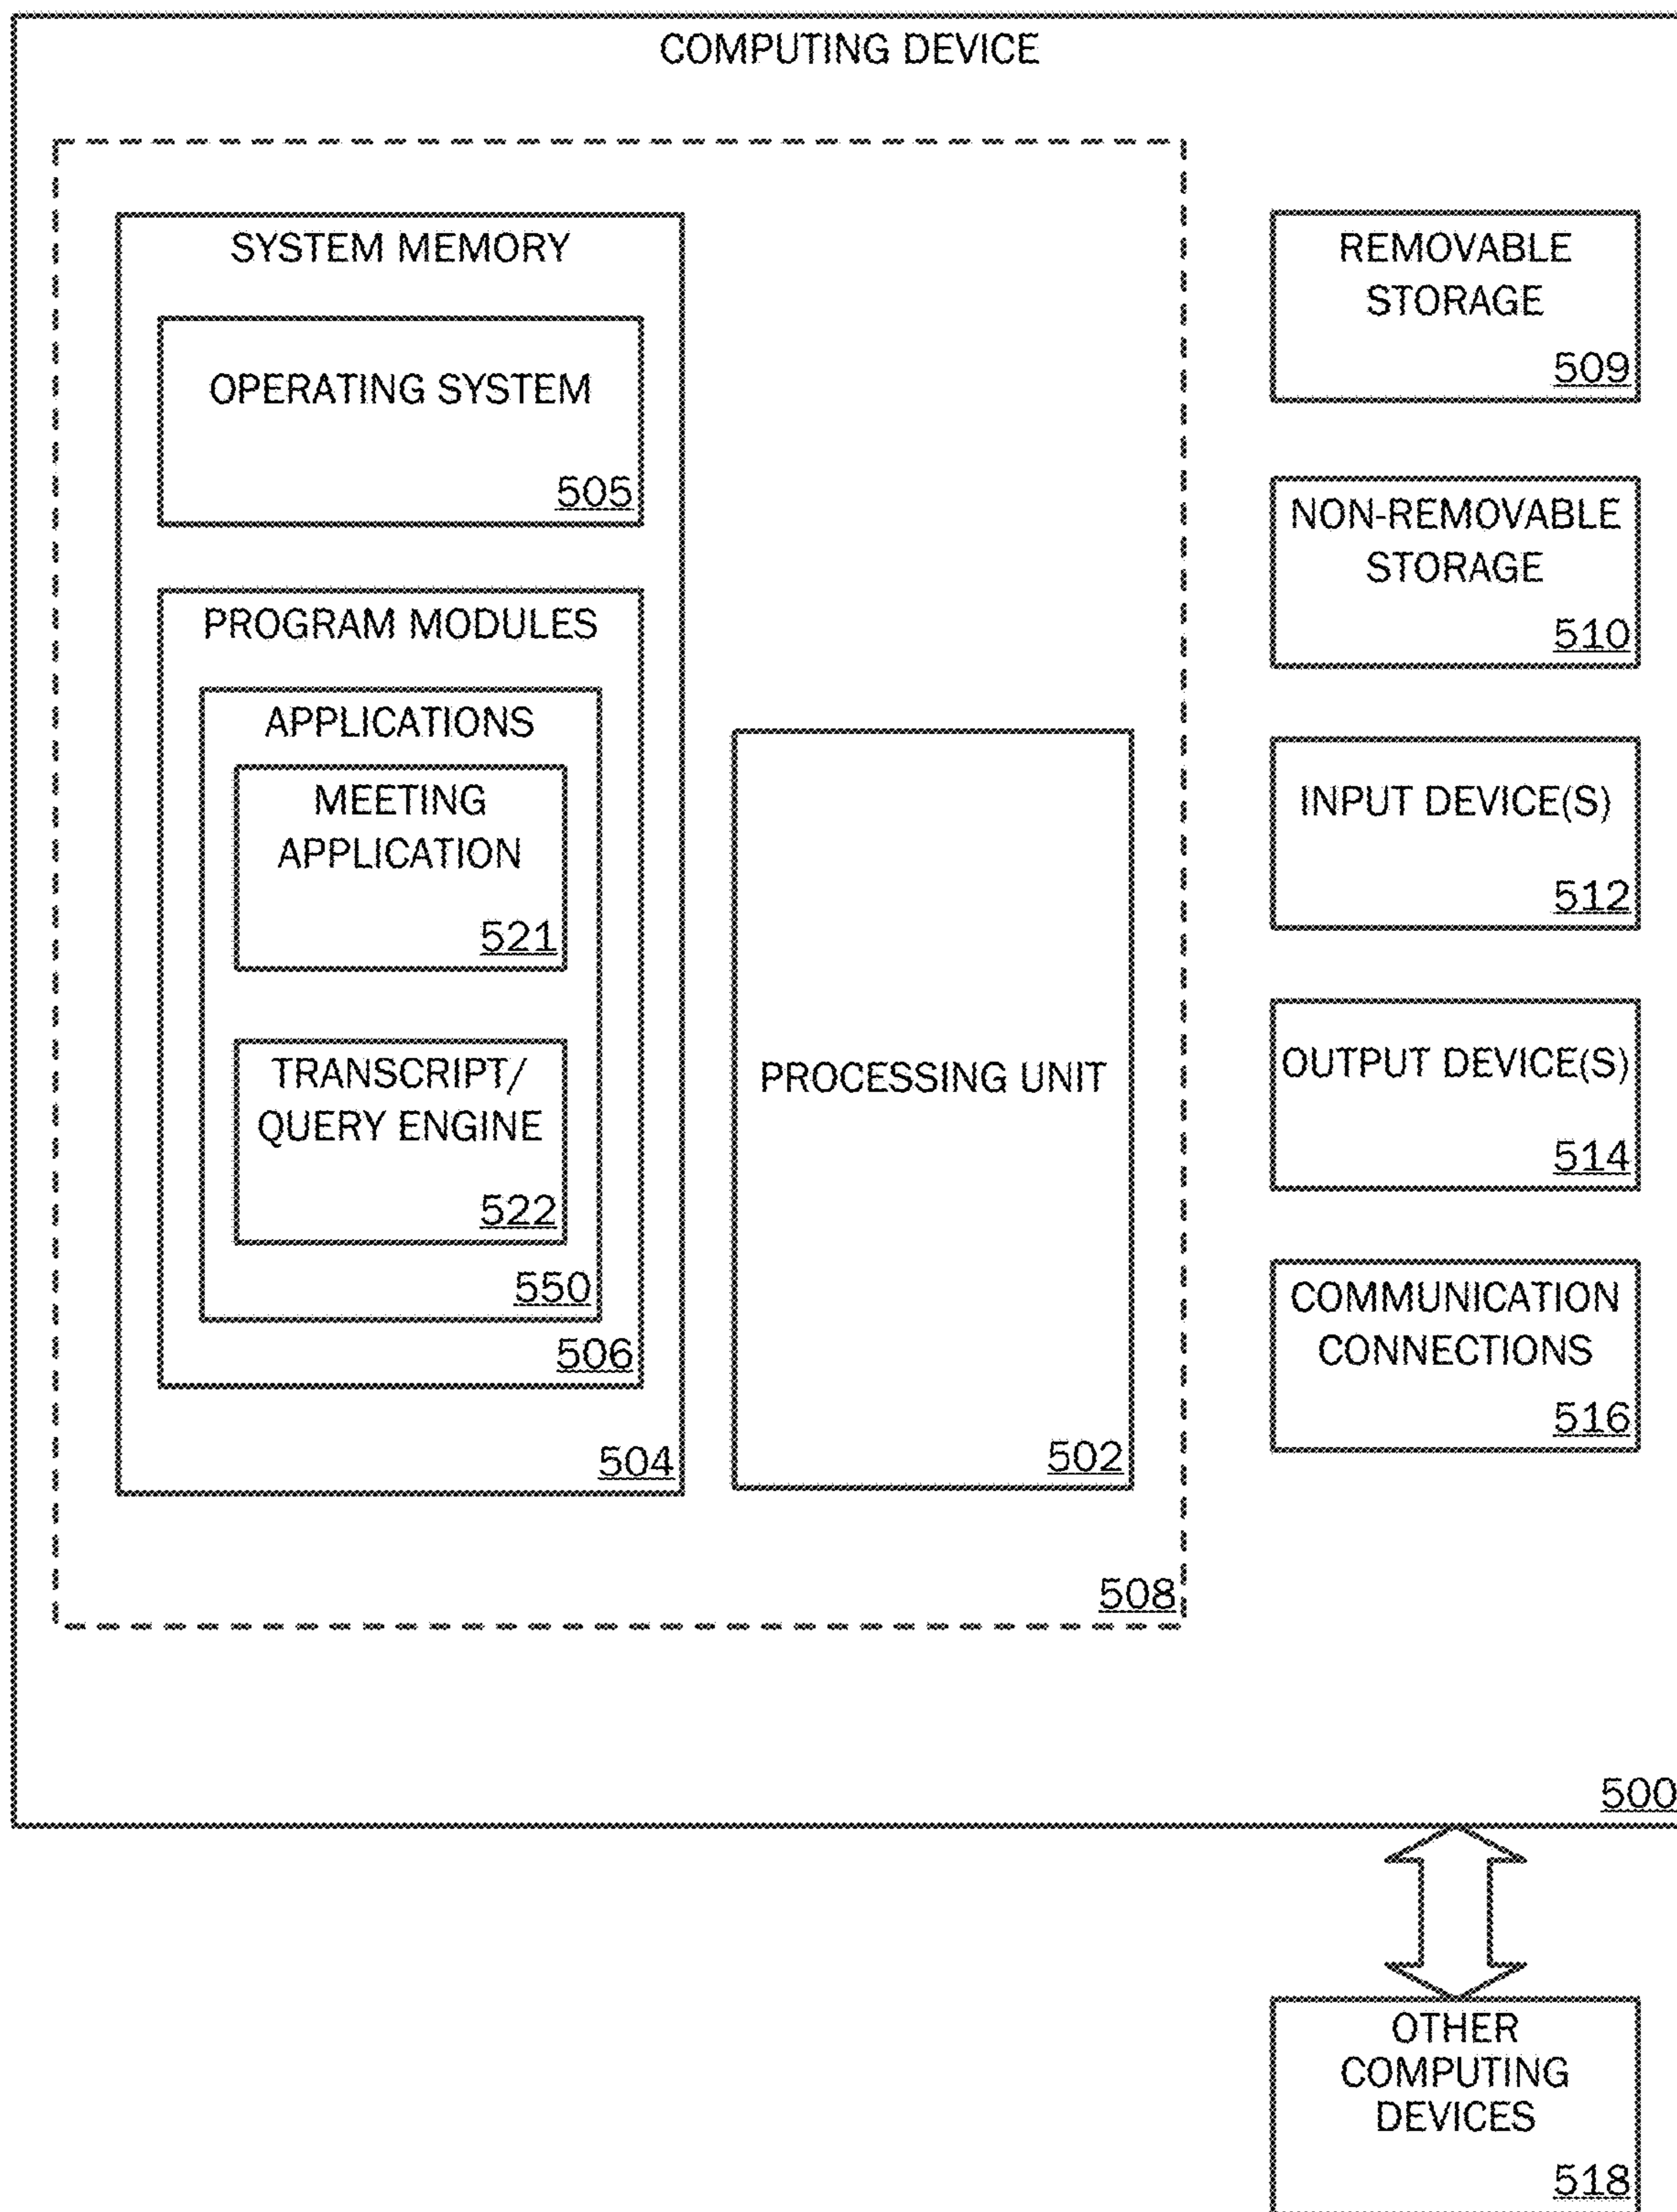 COMPUTING DEVICE
SYSTEM MEMORY
OPERATING SYSTEM
505
PROGRAM MODULES
APPLICATIONS
MEETING
APPLICATION
521
TRANSCRIPT/
QUERY ENGINE
522
550
506
504
PROCESSING UNIT
502
508
REMOVABLE
STORAGE
509
NON-REMOVABLE
STORAGE
510
INPUT DEVICE(S)
512
OUTPUT DEVICE(S)
514
COMMUNICATION
CONNECTIONS
516
500
OTHER
COMPUTING
DEVICES
518